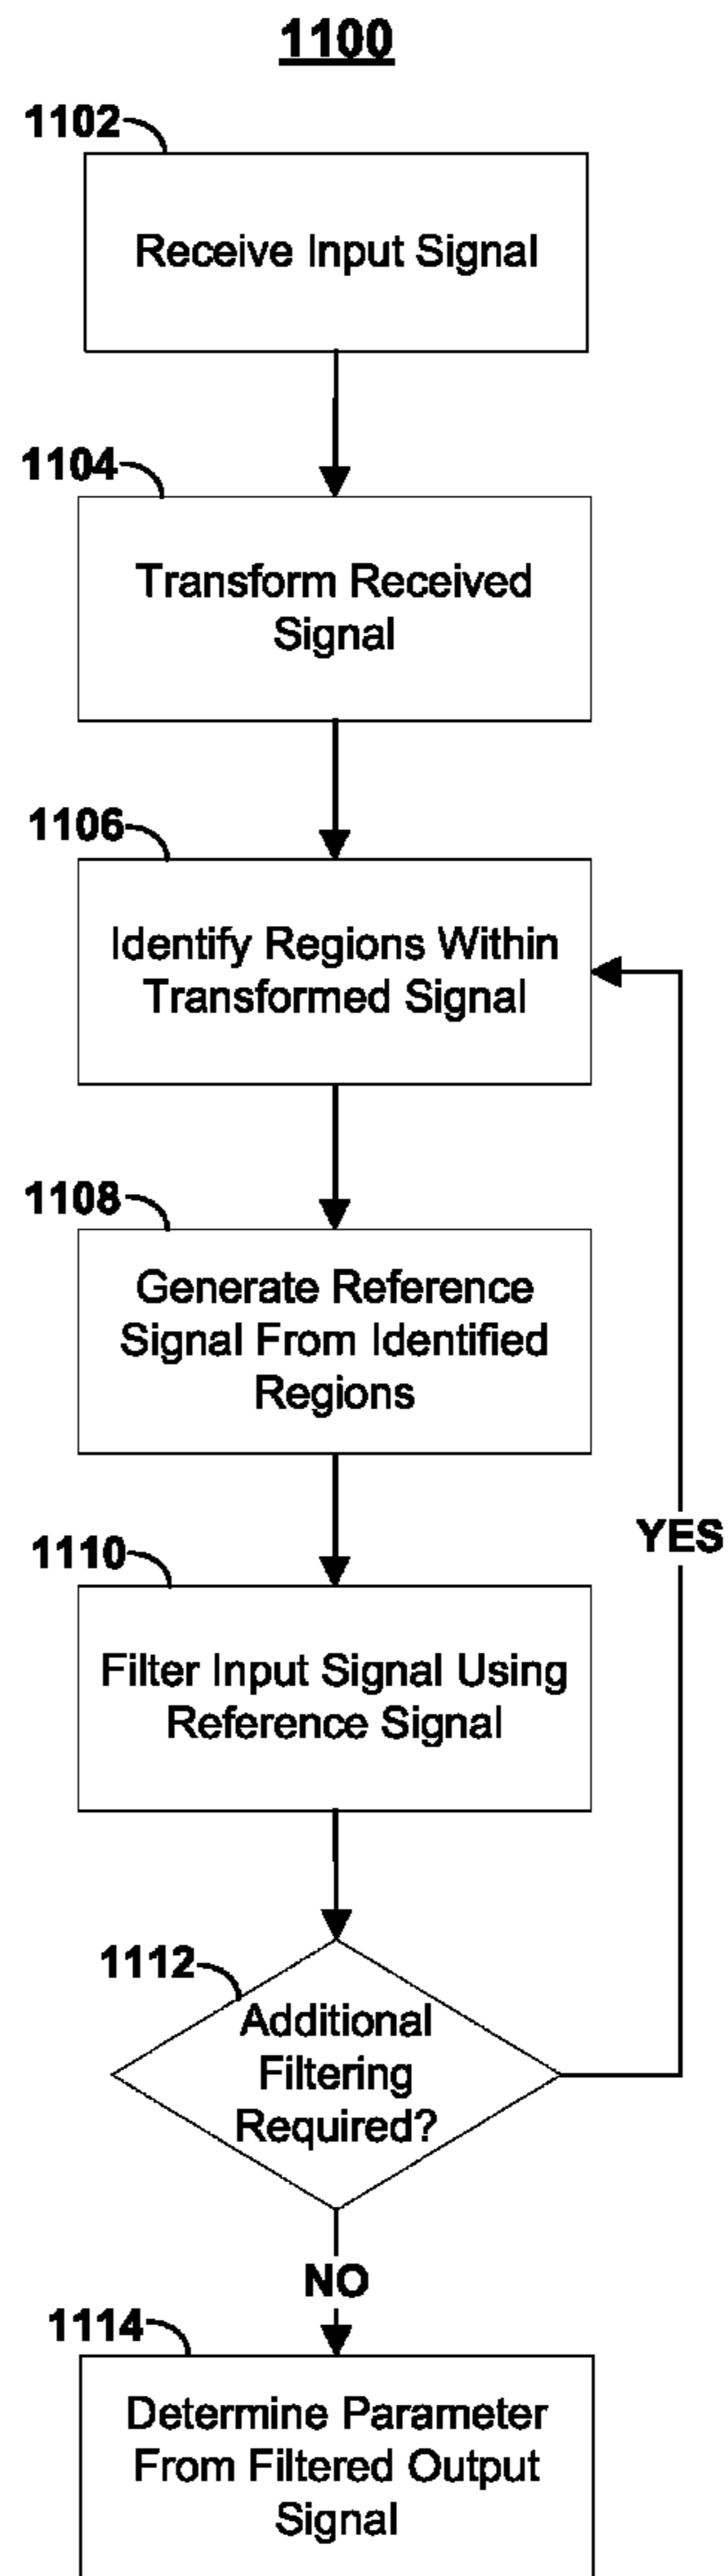 1100
1102
Receive Input Signal
1104
Transform Received
Signal
1106
Identify Regions Within
Transformed Signal
1108
Generate Reference
Signal From Identified
Regions
YES
1110
Filter Input Signal Using
Reference Signal
1112
Additional
Filtering
Required?
NO
1114
Determine Parameter
From Filtered Output
Signal